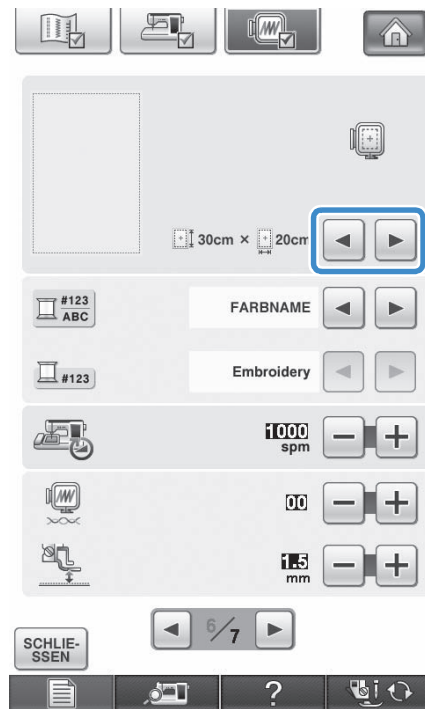 30cm × 20cm
#123
ABC
FARBNAME
#123
Embroidery
1000
spm
00
1.5
mm
6/7
SCHLIE-
SSEN
?